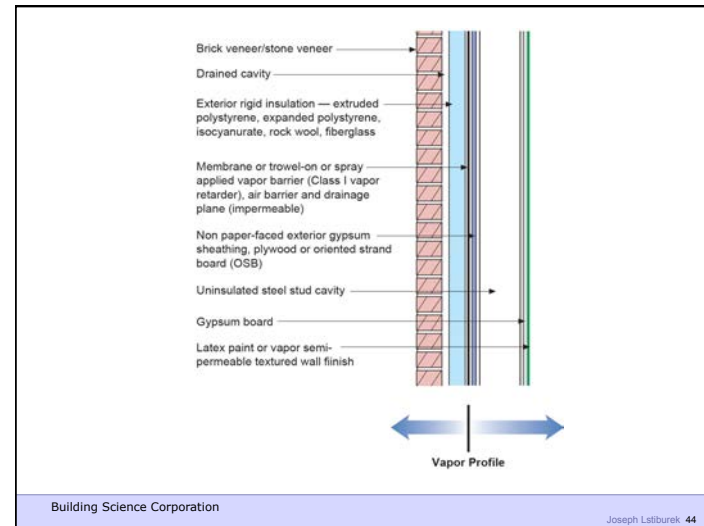 Brick veneer/stone veneer
Drained cavity
Exterior rigid insulation — extruded
polystyrene, expanded polystyrene,
isocyanurate, rock wool, fiberglass
Membrane or trowel-on or spray
applied vapor barrier (Class I vapor
retarder), air barrier and drainage
plane (impermeable)
Non paper-faced exterior gypsum
sheathing, plywood or oriented strand
board (OSB)
Uninsulated steel stud cavity
Gypsum board
Latex paint or vapor semi-
permeable textured wall fiinish
Vapor Profile
Building Science Corporation
Joseph Lstiburek 44